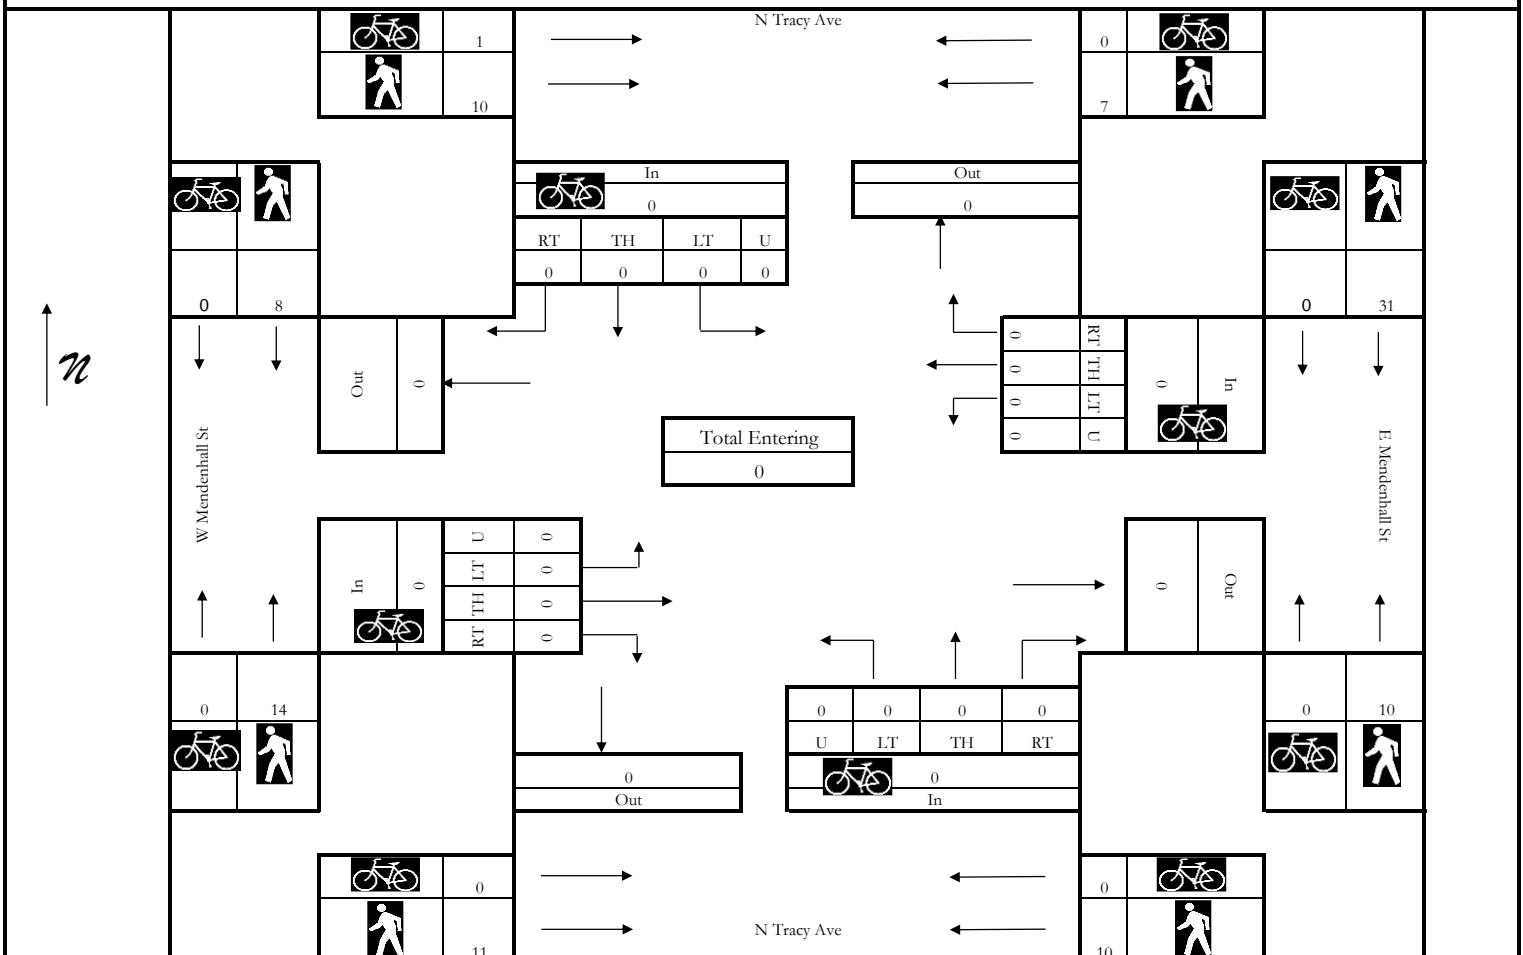 N Tracy Ave
1
0
10
7
In
Out
0
0
RT TH LT U
0 0 0 0
0 8
0 31
N
Out 0
0 RT
0 TH
0 LT
0 U
0 In
W Mendenhall St
E Mendenhall St
Total Entering
0
In 0
U 0
LT 0
TH 0
RT 0
0 Out
0 14
0 0 0 0
U LT TH RT
0 10
0
Out
0
In
0
0
N Tracy Ave
11
10